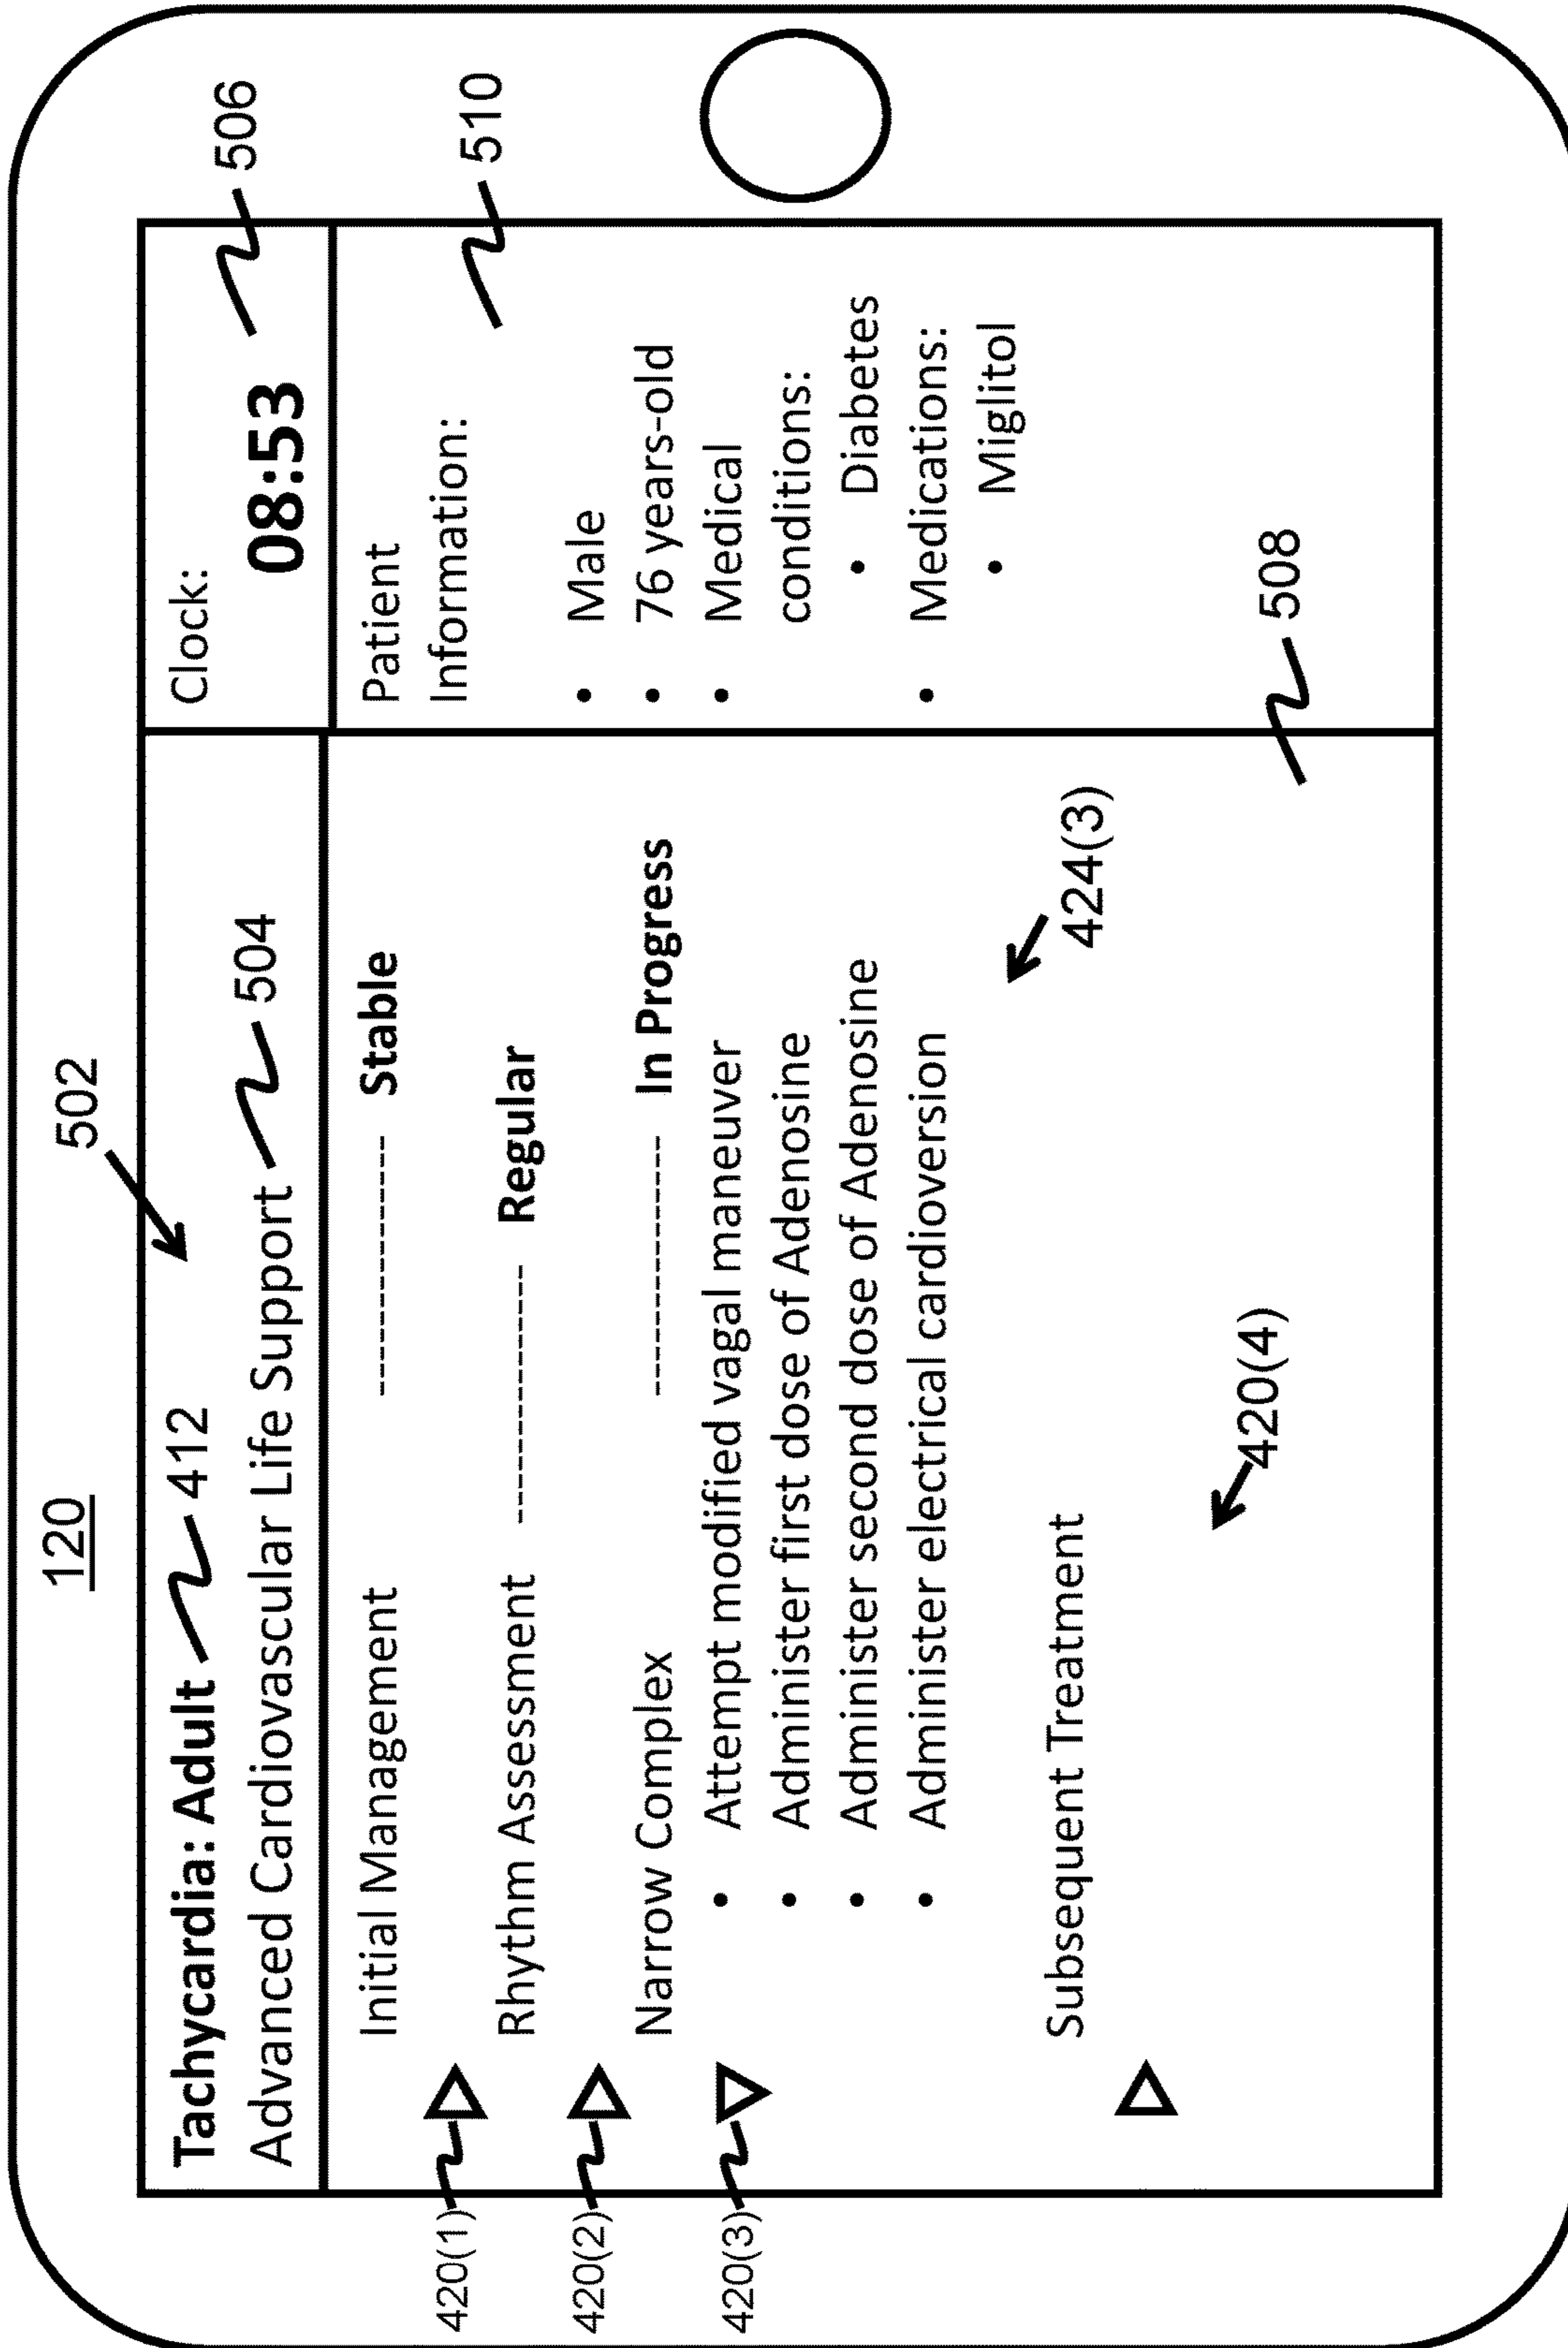 120
502
Tachycardia: Adult 412
Advanced Cardiovascular Life Support 504
Clock:
08:53
506
420(1)
Initial Management ------------- Stable
420(2)
Rhythm Assessment ------------- Regular
420(3)
Narrow Complex ------------- In Progress
• Attempt modified vagal maneuver
• Administer first dose of Adenosine
• Administer second dose of Adenosine
• Administer electrical cardioversion
424(3)
Subsequent Treatment
420(4)
508
Patient
Information:
510
• Male
• 76 years-old
• Medical
conditions:
• Diabetes
• Medications:
• Miglitol